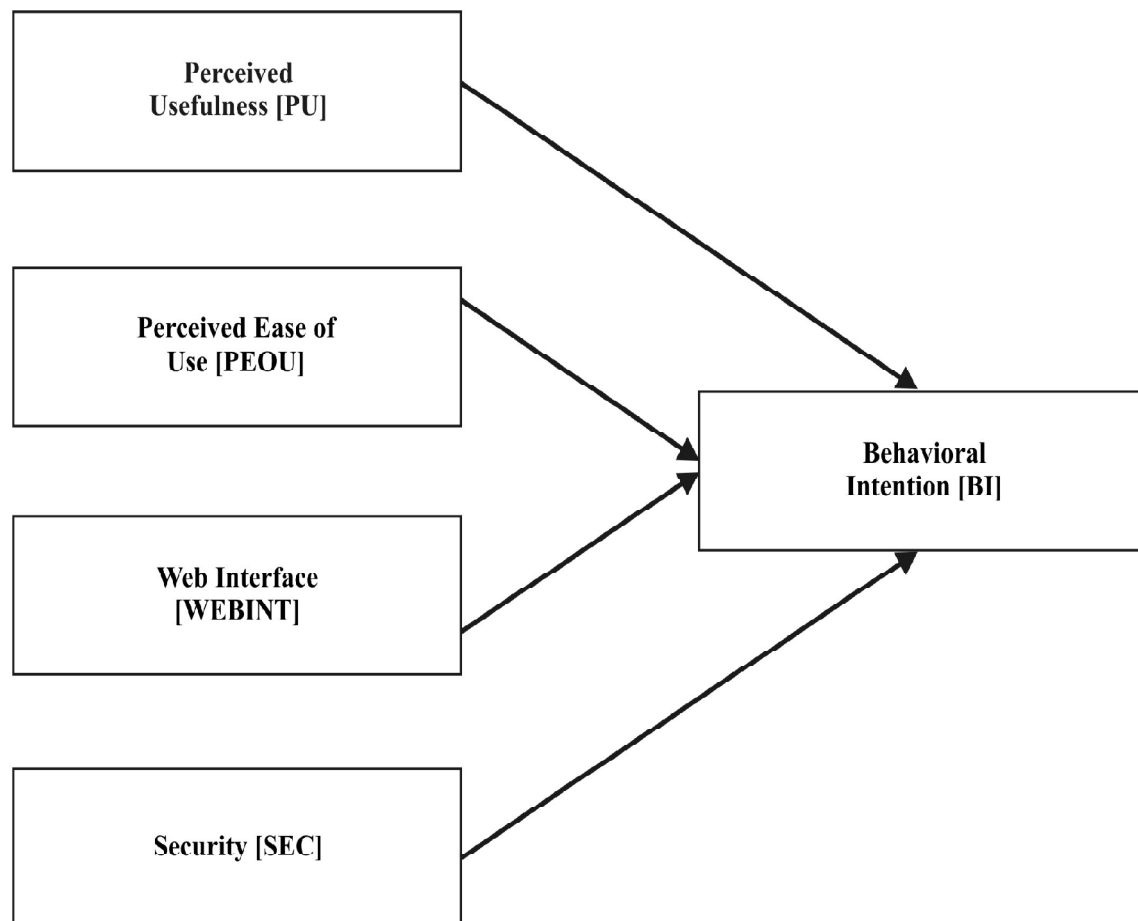 Perceived
Usefulness [PU]
Perceived Ease of
Use [PEOU]
Behavioral
Intention [BI]
Web Interface
[WEBINT]
Security [SEC]